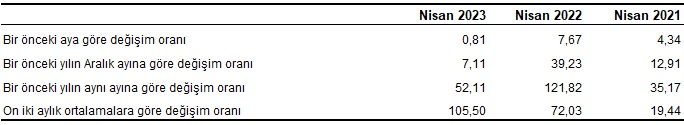 Nisan 2023 Nisan 2022 Nisan 2021
Bir önceki aya göre değişim oranı 0,81 7,67 4,34
Bir önceki yılın Aralık ayına göre değişim oranı 7,11 39,23 12,91
Bir önceki yılın aynı ayına göre değişim oranı 52,11 121,82 35,17
On iki aylık ortalamalara göre değişim oranı 105,50 72,03 19,44